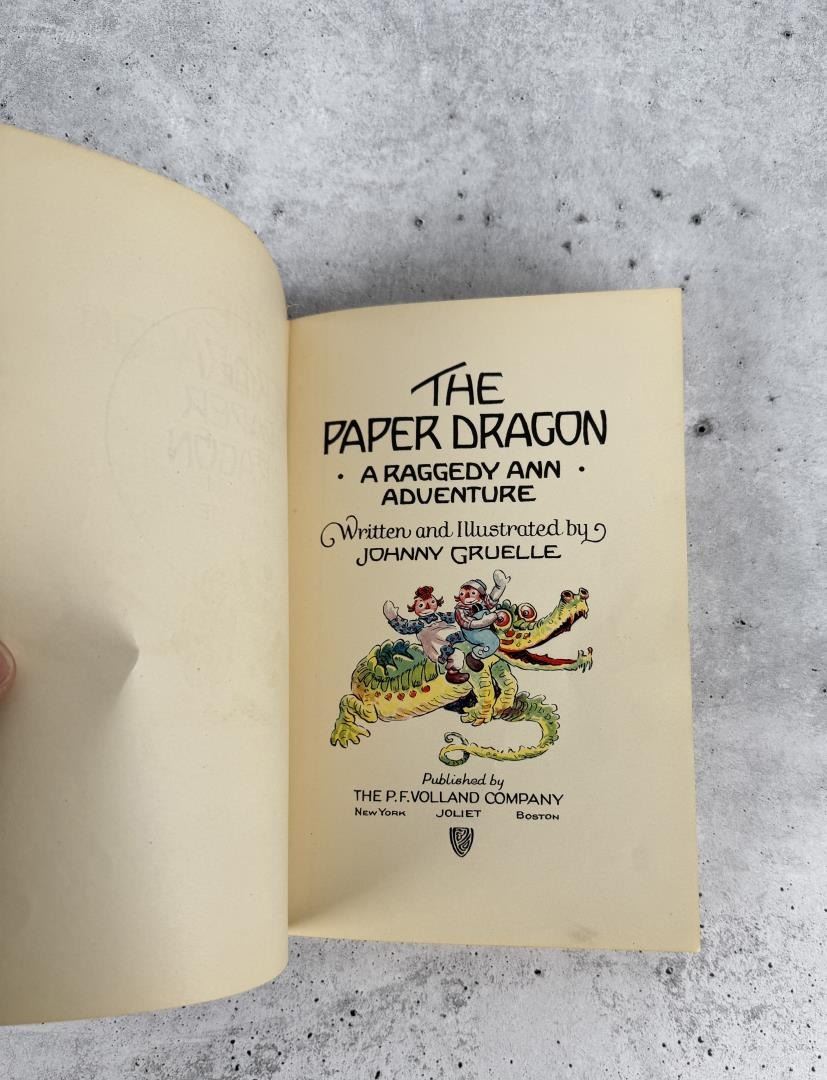 THE
PAPER DRAGON
· A RAGGEDY ANN ·
ADVENTURE
Written and Illustrated by
JOHNNY GRUELLE
Published by
THE P. F. VOLLAND COMPANY
NEW YORK JOLIET BOSTON